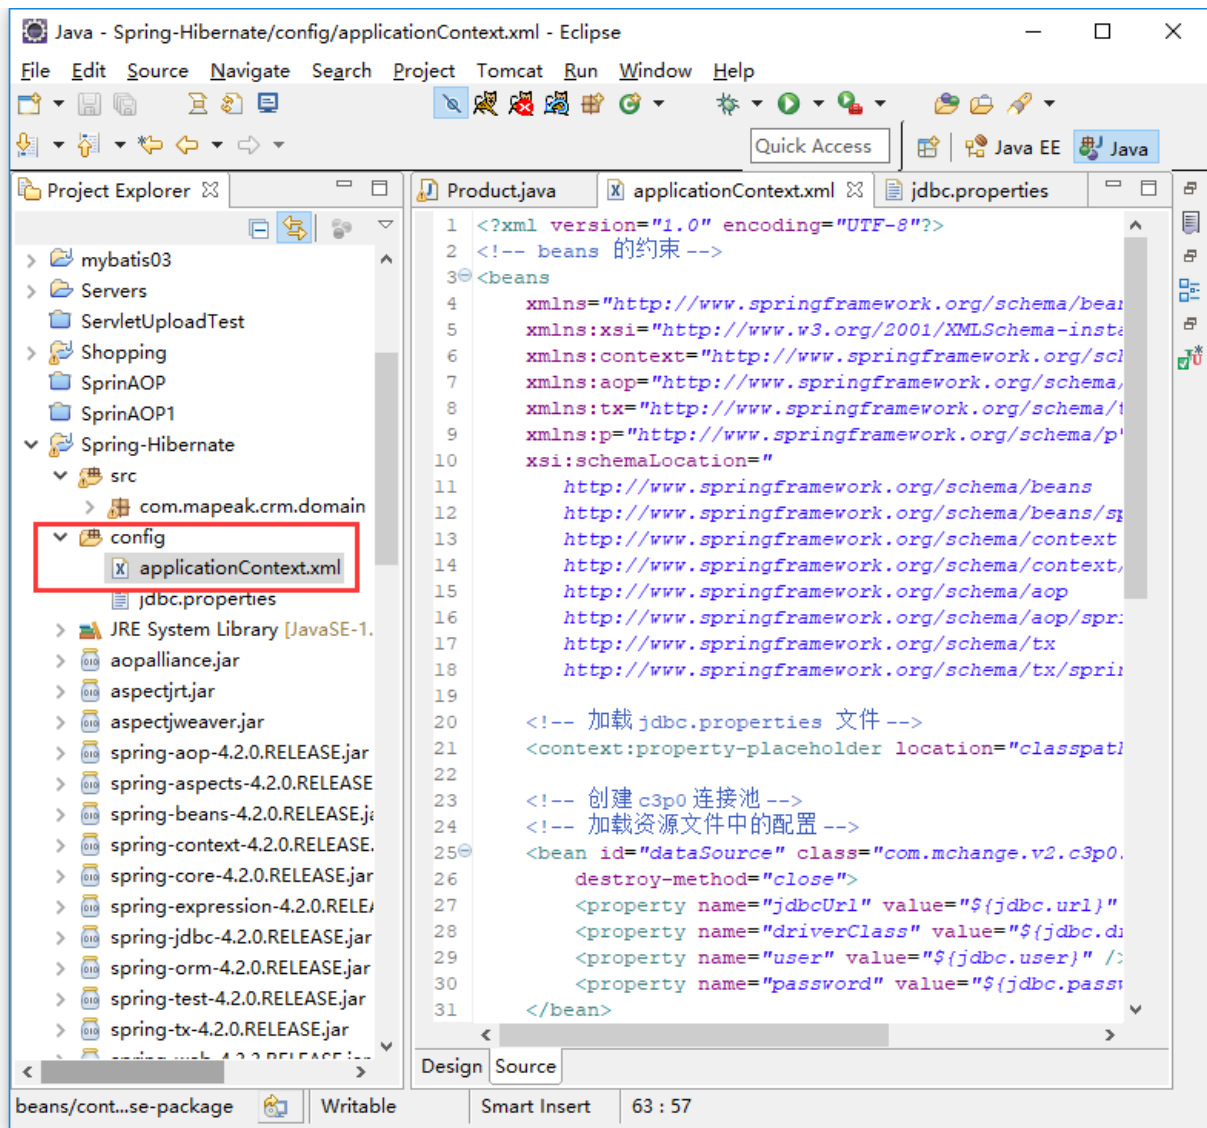 Java - Spring-Hibernate/config/applicationContext.xml - Eclipse
File Edit Source Navigate Search Project Tomcat Run Window Help
Quick Access
Java EE
Java
Project Explorer
mybatis03
Servers
ServletUploadTest
Shopping
SprinAOP
SprinAOP1
Spring-Hibernate
src
com.mapeak.crm.domain
config
applicationContext.xml
jdbc.properties
JRE System Library [JavaSE-1.
aopalliance.jar
aspectjrt.jar
aspectjweaver.jar
spring-aop-4.2.0.RELEASE.jar
spring-aspects-4.2.0.RELEASE
spring-beans-4.2.0.RELEASE.ja
spring-context-4.2.0.RELEASE.
spring-core-4.2.0.RELEASE.jar
spring-expression-4.2.0.RELEA
spring-jdbc-4.2.0.RELEASE.jar
spring-orm-4.2.0.RELEASE.jar
spring-test-4.2.0.RELEASE.jar
spring-tx-4.2.0.RELEASE.jar
Product.java applicationContext.xml jdbc.properties
1 <?xml version="1.0" encoding="UTF-8"?>
2 <!-- beans 的约束 -->
3 <beans
4 xmlns="http://www.springframework.org/schema/bear
5 xmlns:xsi="http://www.w3.org/2001/XMLSchema-insta
6 xmlns:context="http://www.springframework.org/sch
7 xmlns:aop="http://www.springframework.org/schema/
8 xmlns:tx="http://www.springframework.org/schema/t
9 xmlns:p="http://www.springframework.org/schema/p"
10 xsi:schemaLocation="
11 http://www.springframework.org/schema/beans
12 http://www.springframework.org/schema/beans/sp
13 http://www.springframework.org/schema/context
14 http://www.springframework.org/schema/context/
15 http://www.springframework.org/schema/aop
16 http://www.springframework.org/schema/aop/spri
17 http://www.springframework.org/schema/tx
18 http://www.springframework.org/schema/tx/sprin
19
20 <!-- 加载 jdbc.properties 文件 -->
21 <context:property-placeholder location="classpath
22
23 <!-- 创建 c3p0 连接池 -->
24 <!-- 加载资源文件中的配置 -->
25 <bean id="dataSource" class="com.mchange.v2.c3p0.
26 destroy-method="close">
27 <property name="jdbcUrl" value="${jdbc.url}"
28 <property name="driverClass" value="${jdbc.dr
29 <property name="user" value="${jdbc.user}" />
30 <property name="password" value="${jdbc.passw
31 </bean>
Design Source
beans/cont...se-package Writable Smart Insert 63 : 57